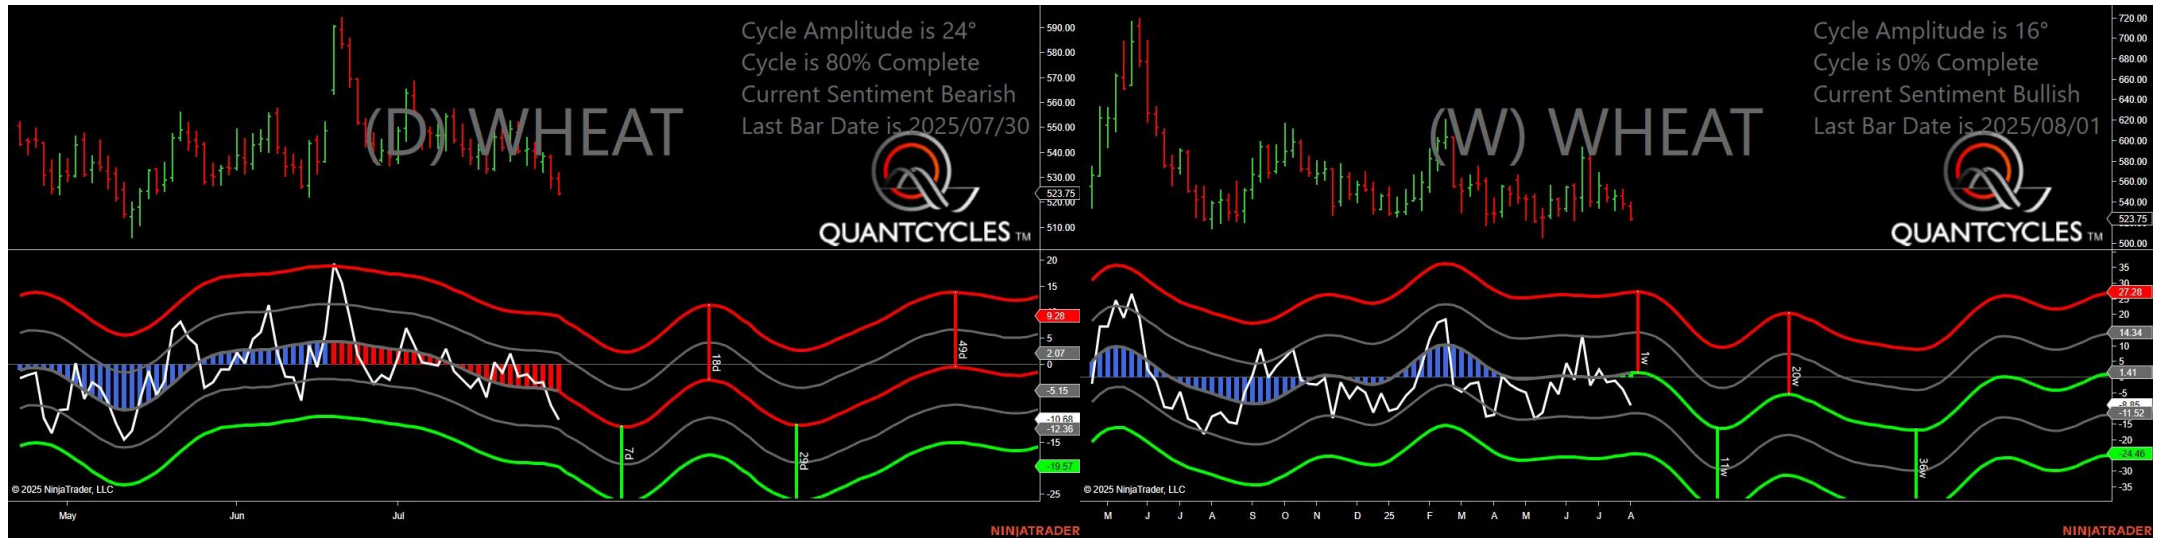 Cycle Amplitude is 24°
Cycle is 80% Complete
Current Sentiment Bearish
Last Bar Date is 2025/07/30
(D) WHEAT
QUANTCYCLES TM
590.00
580.00
570.00
560.00
550.00
540.00
530.00
523.75
520.00
510.00
20
15
9.28
5
2.07
0
-5.15
-10.68
-12.36
-15
-19.57
-25
7d
18d
29d
49d
© 2025 NinjaTrader, LLC
May
Jun
Jul
NINJATRADER
Cycle Amplitude is 16°
Cycle is 0% Complete
Current Sentiment Bullish
Last Bar Date is 2025/08/01
(W) WHEAT
QUANTCYCLES TM
720.00
700.00
680.00
660.00
640.00
620.00
600.00
580.00
560.00
540.00
523.75
500.00
35
27.28
25
20
14.34
10
5
1.41
-5
-8.85
-11.52
-15
-20
-24.46
-30
-35
1w
11w
20w
36w
© 2025 NinjaTrader, LLC
M
J
J
A
S
O
N
D
25
F
M
A
M
J
J
A
NINJATRADER